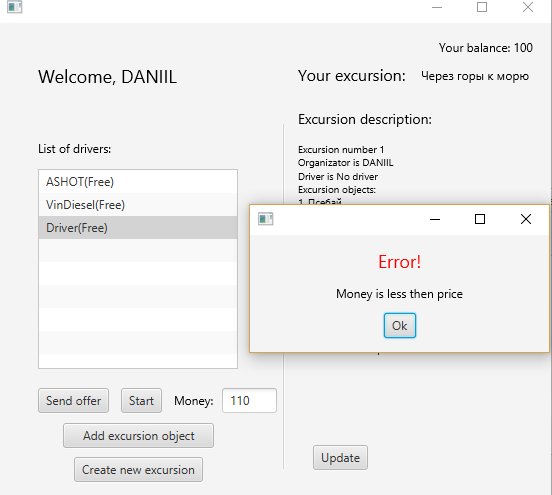 Your balance: 100
Welcome, DANIIL
Your excursion: Через горы к морю
Excursion description:
List of drivers:
Excursion number 1
Organizator is DANIIL
Driver is No driver
Excursion objects:
1. Псебай
ASHOT(Free)
VinDiesel(Free)
Driver(Free)
Error!
Money is less then price
Ok
Send offer
Start
Money:
110
Add excursion object
Create new excursion
Update